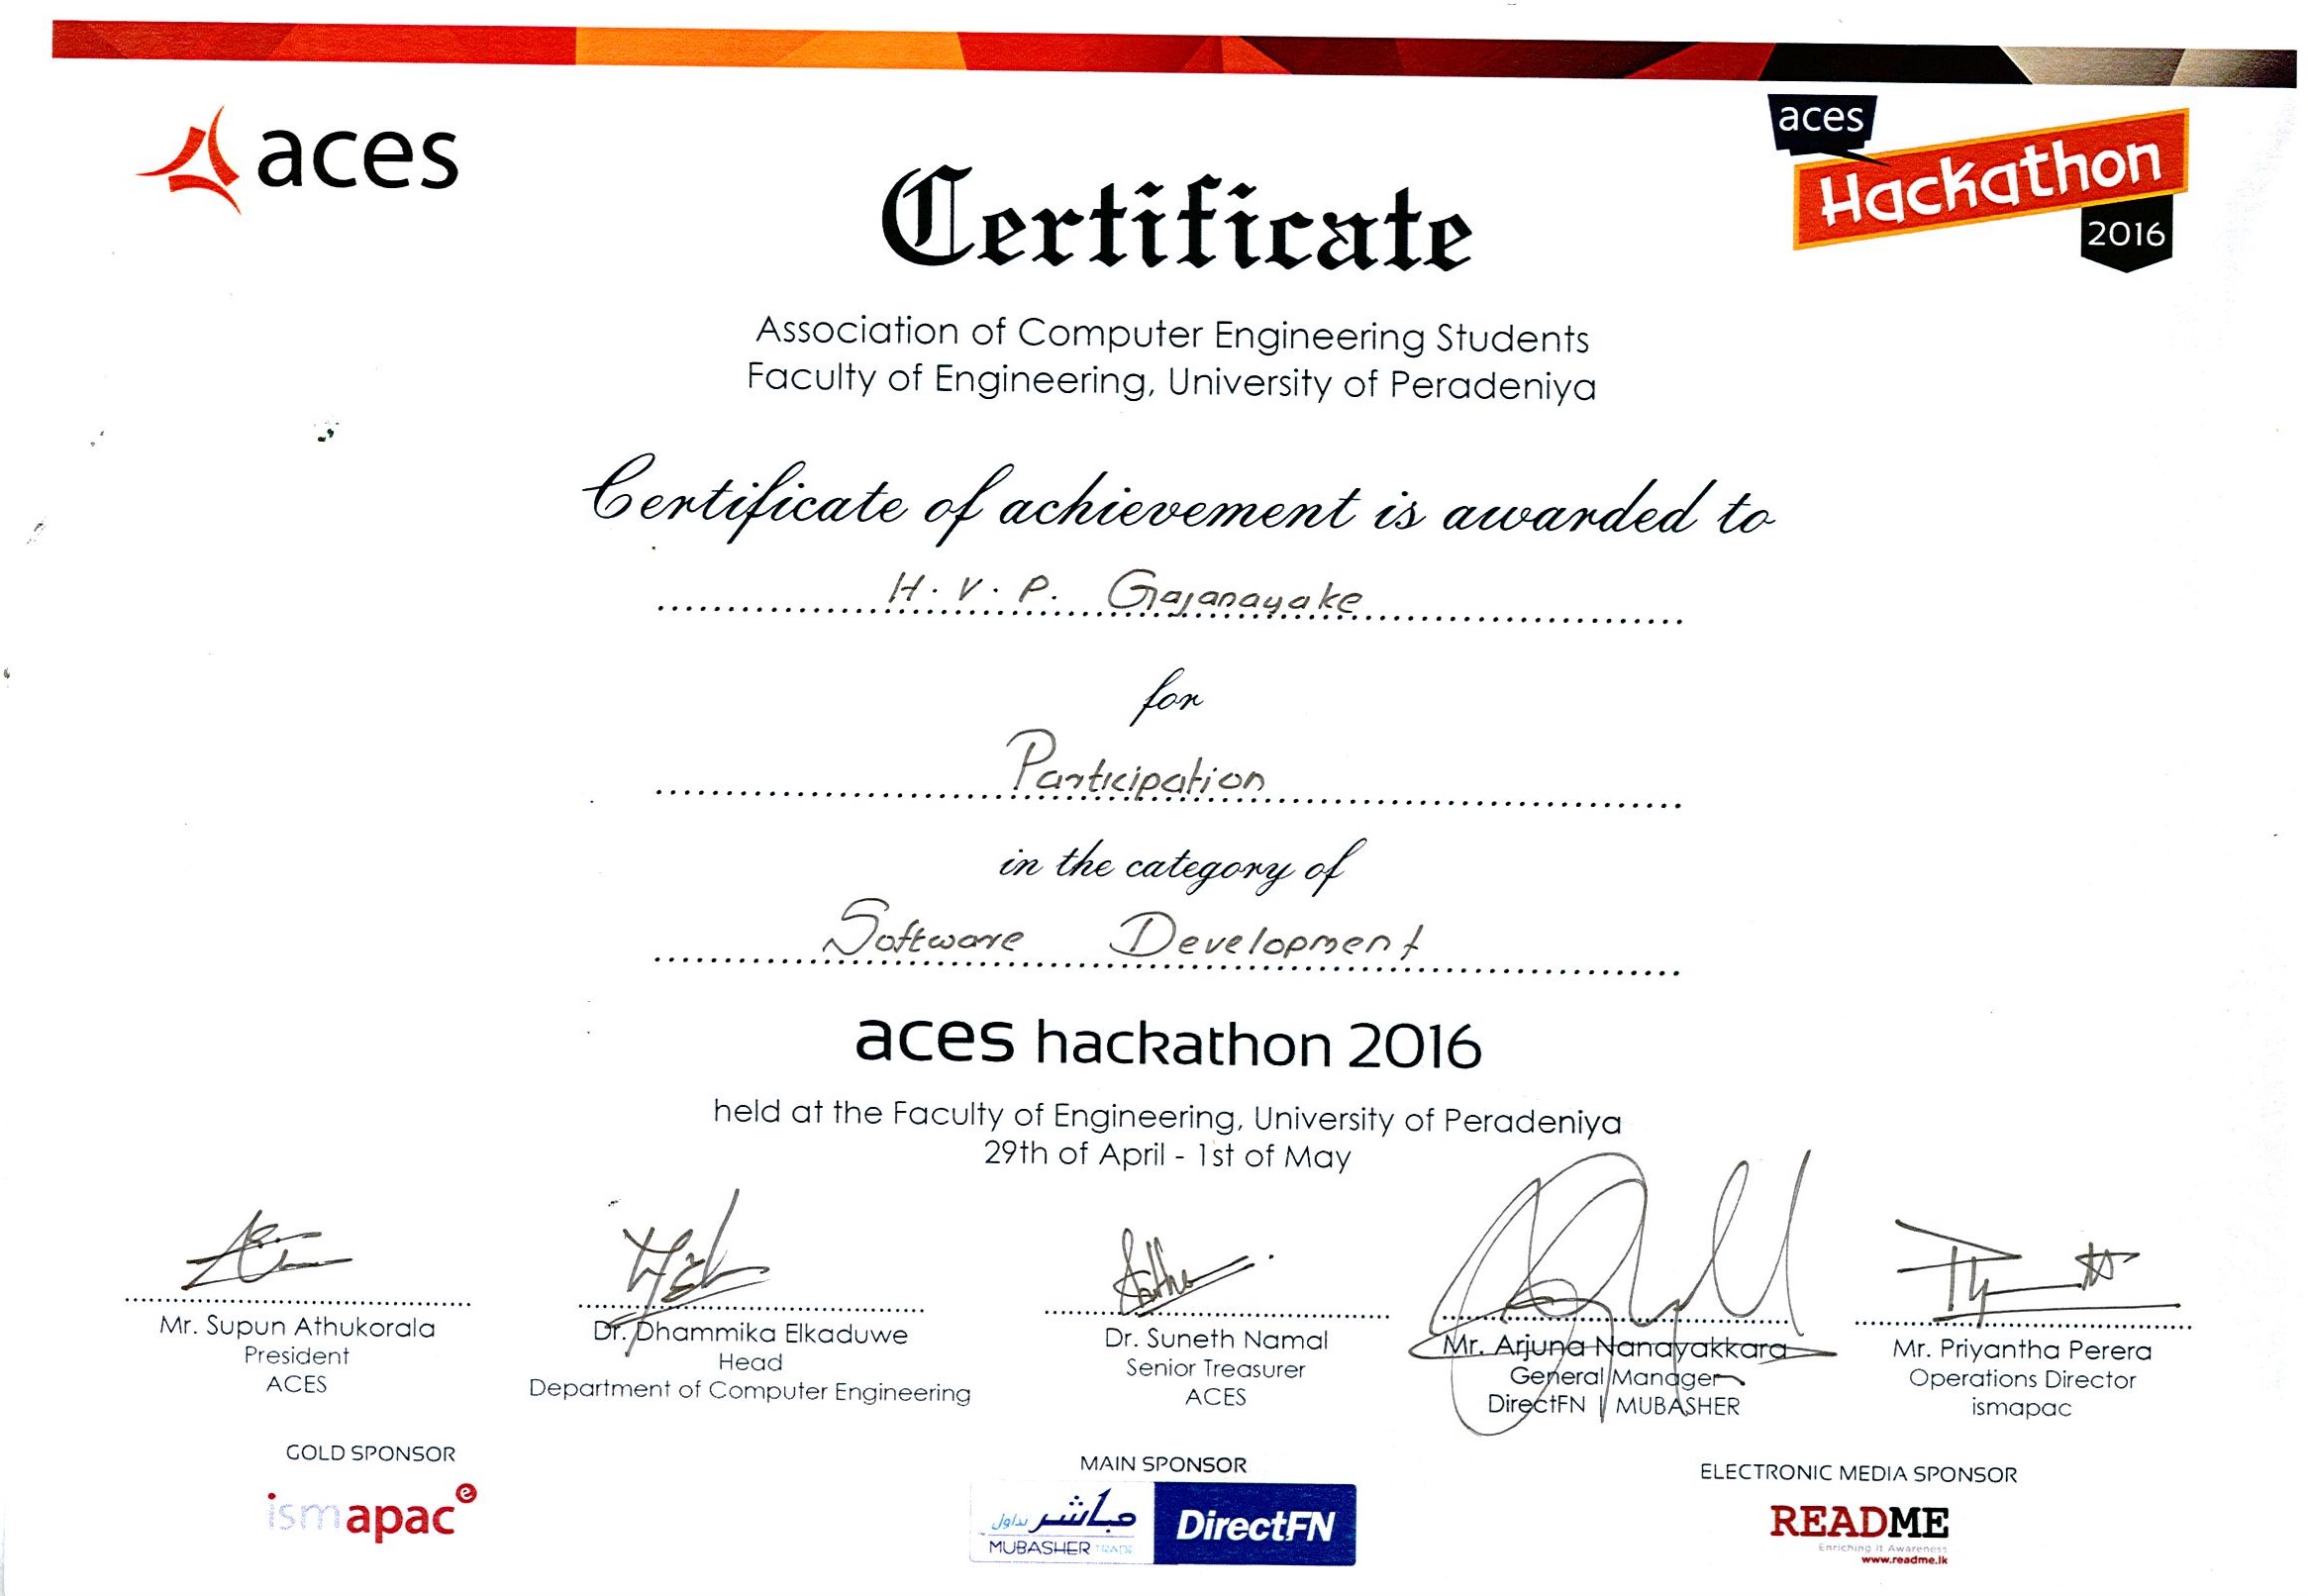 aces
aces
Hackathon
2016
Certificate
Association of Computer Engineering Students
Faculty of Engineering, University of Peradeniya
Certificate of achievement is awarded to
H. V. P. Gajanayake
for
Participation
in the category of
Software Development
aces hackathon 2016
held at the Faculty of Engineering, University of Peradeniya
29th of April - 1st of May
Mr. Supun Athukorala
President
ACES
Dr. Dhammika Elkaduwe
Head
Department of Computer Engineering
Dr. Suneth Namal
Senior Treasurer
ACES
Mr. Arjuna Nanayakkara
General Manager
DirectFN | MUBASHER
Mr. Priyantha Perera
Operations Director
ismapac
GOLD SPONSOR
ismapac e
MAIN SPONSOR
مباشر تداول
MUBASHER TRADE
DirectFN
ELECTRONIC MEDIA SPONSOR
README
Enriching It Awareness
www.readme.lk